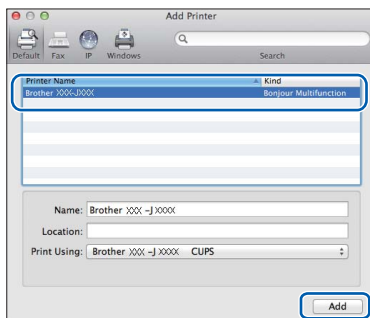 Add Printer
Default Fax IP Windows Search
Printer Name Kind
Brother XXX-JXXX Bonjour Multifunction
Name: Brother XXX -J XXXX
Location:
Print Using: Brother XXX -J XXXX CUPS
Add